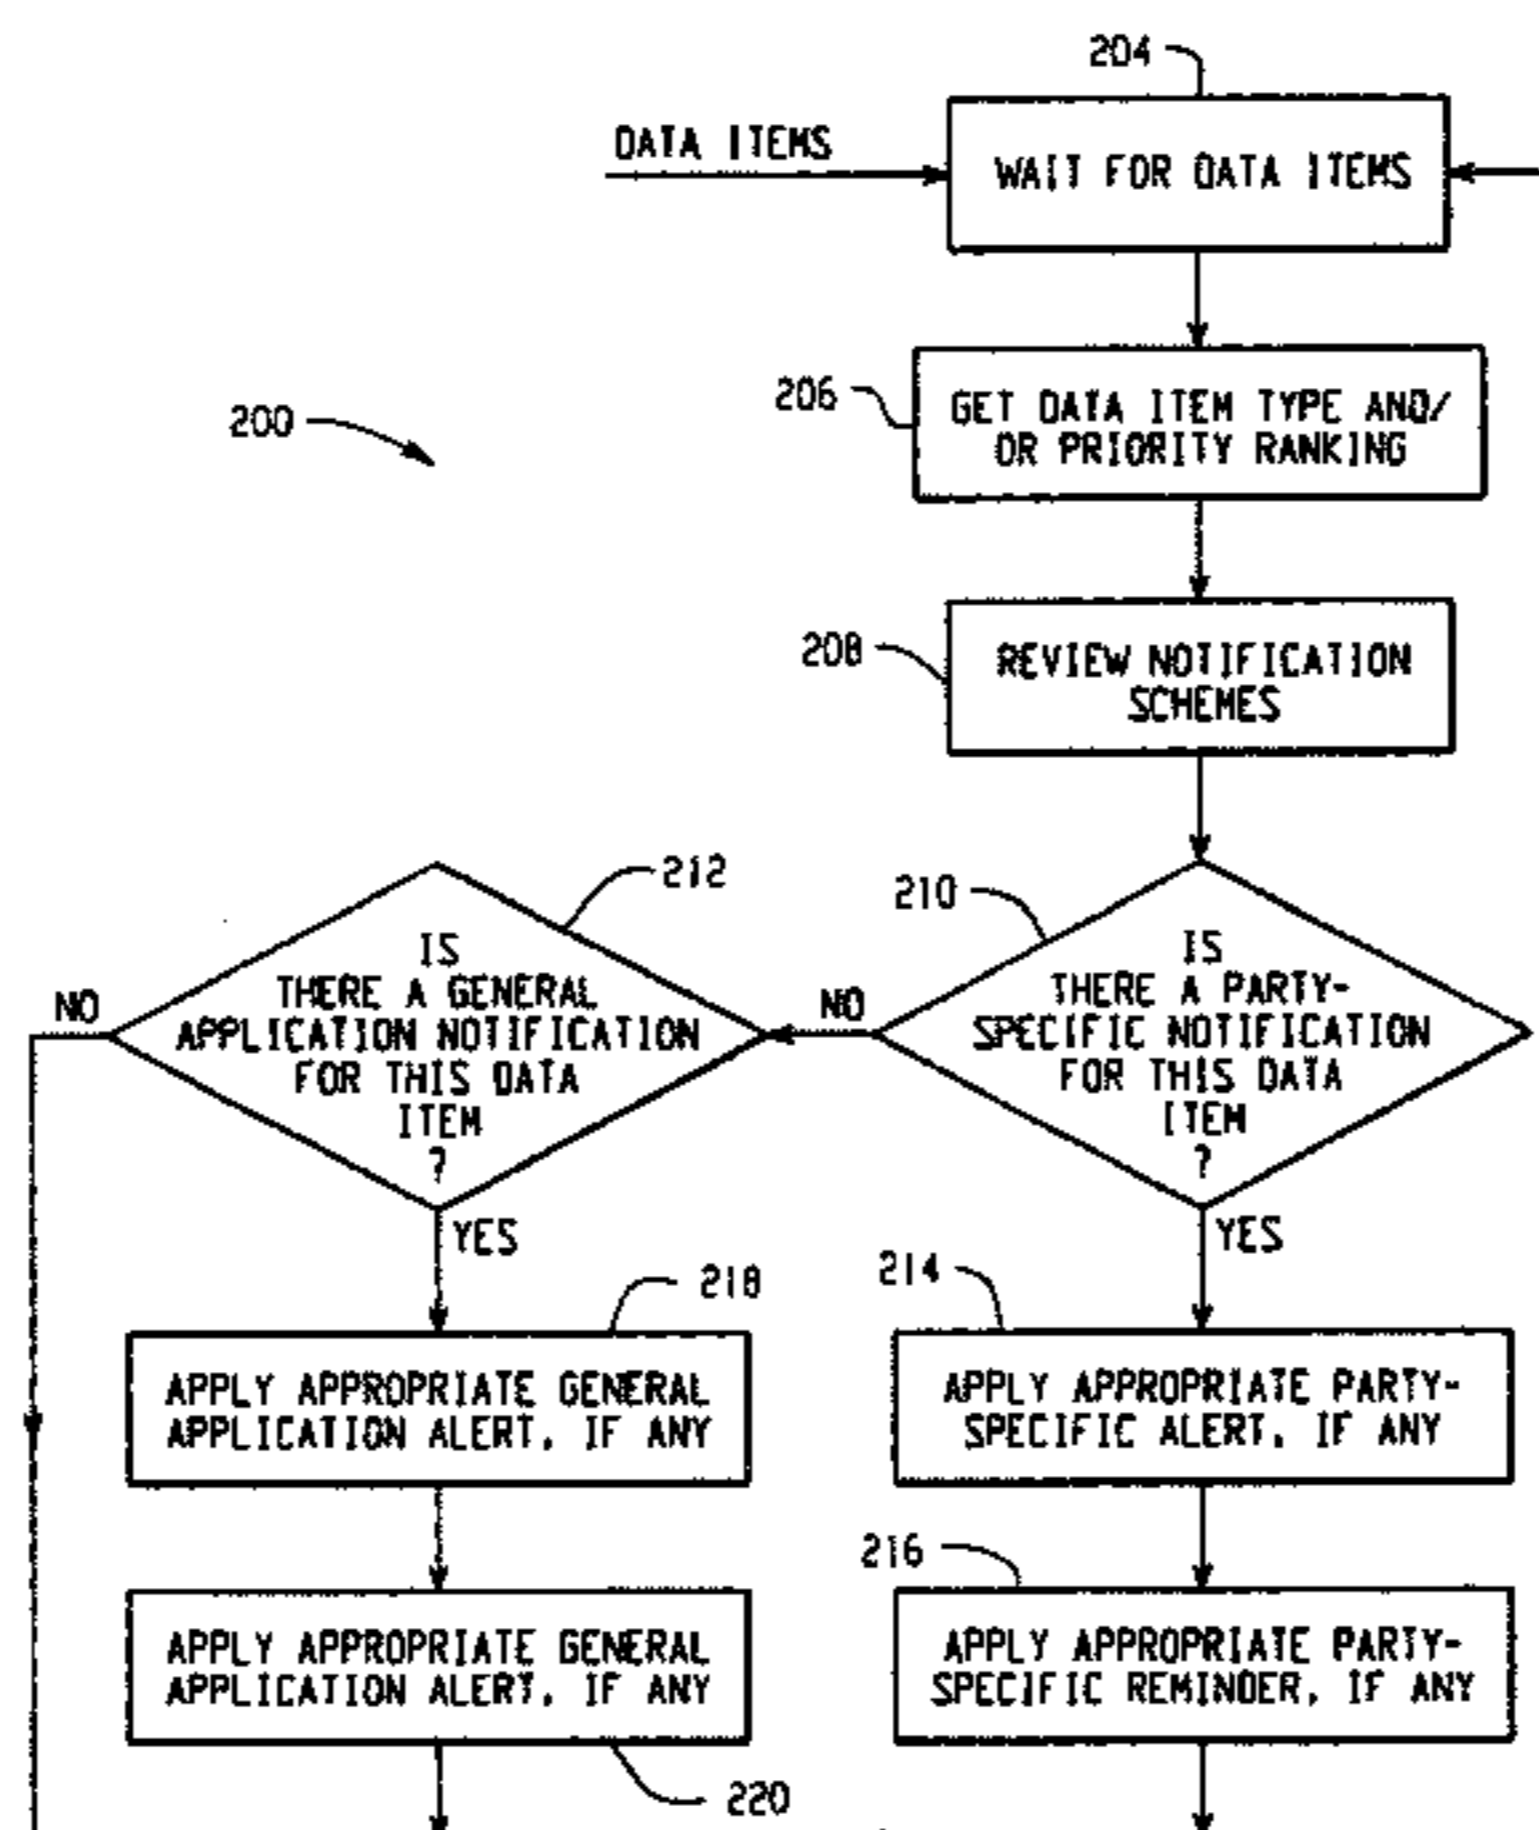 204
DATA ITEMS
WAIT FOR DATA ITEMS
206
GET DATA ITEM TYPE AND/
OR PRIORITY RANKING
200
208
REVIEW NOTIFICATION
SCHEMES
212
210
IS
THERE A GENERAL
APPLICATION NOTIFICATION
FOR THIS DATA
ITEM
?
NO
YES
IS
THERE A PARTY-
SPECIFIC NOTIFICATION
FOR THIS DATA
ITEM
?
NO
YES
218
APPLY APPROPRIATE GENERAL
APPLICATION ALERT, IF ANY
214
APPLY APPROPRIATE PARTY-
SPECIFIC ALERT, IF ANY
216
APPLY APPROPRIATE GENERAL
APPLICATION ALERT, IF ANY
220
APPLY APPROPRIATE PARTY-
SPECIFIC REMINDER, IF ANY